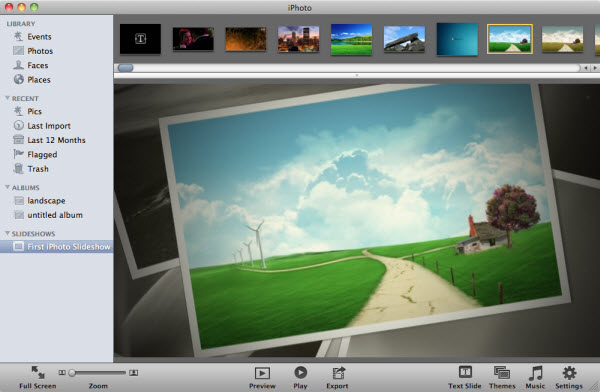 iPhoto
LIBRARY
Events
Photos
Faces
Places
RECENT
Pics
Last Import
Last 12 Months
Flagged
Trash
ALBUMS
landscape
untitled album
SLIDESHOWS
First iPhoto Slideshow
T
Full Screen
Zoom
Preview
Play
Export
T
Text Slide
Themes
Music
Settings